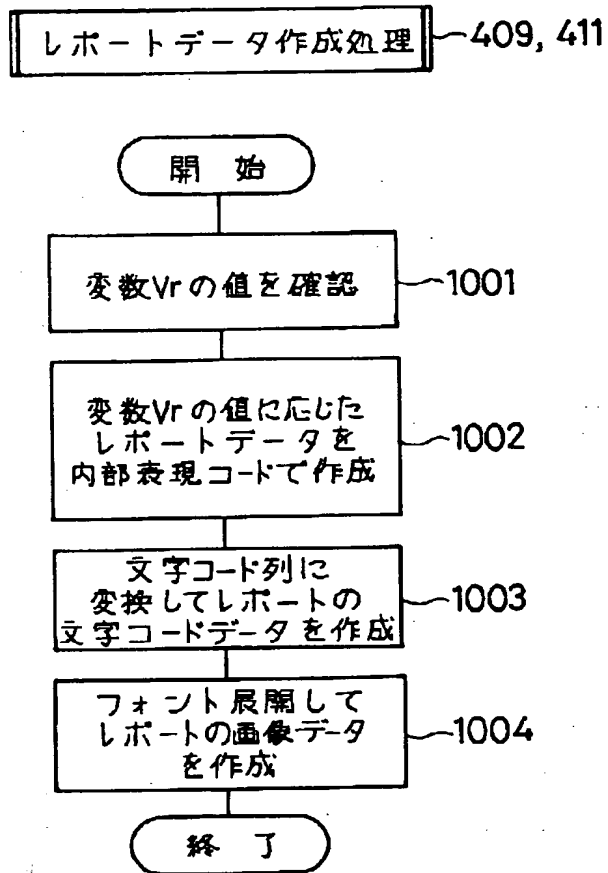 レポートデータ作成処理 409, 411
開 始
変数Vrの値を確認 1001
変数Vrの値に応じた
レポートデータを 1002
内部表現コードで作成
文字コード列に
変換してレポートの 1003
文字コードデータを作成
フォント展開して
レポートの画像データ 1004
を作成
終 了